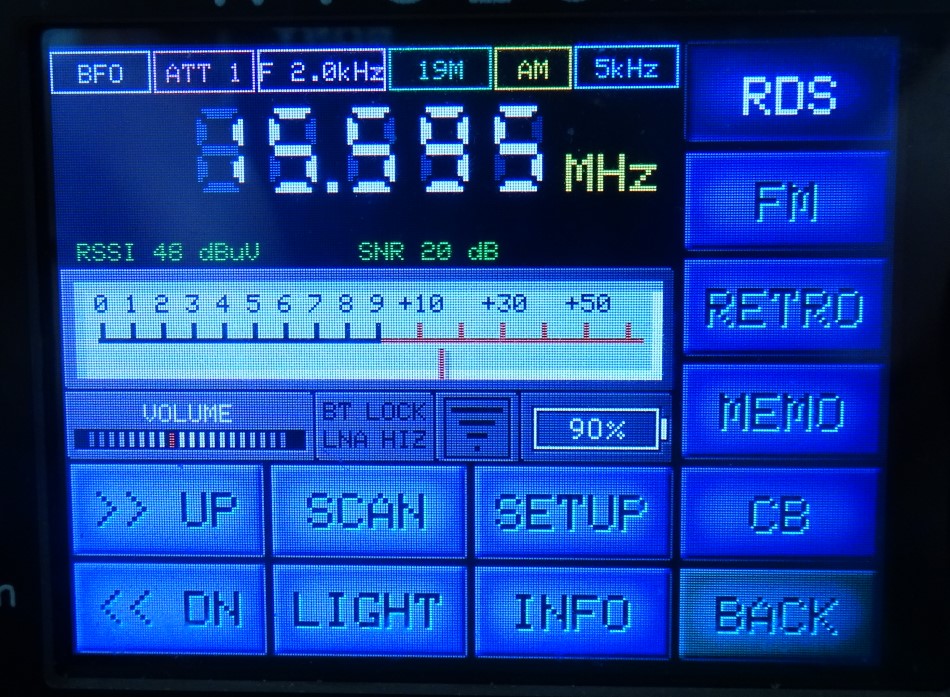 BFO ATT 1 F 2.0kHz 19M AM 5kHz
RDS
15.595 MHz
FM
RSSI 48 dBuV SNR 20 dB
RETRO
0 1 2 3 4 5 6 7 8 9 +10 +30 +50
MEMO
VOLUME
BT LOCK
LNA HIZ
90%
>> UP SCAN SETUP CB
<< DN LIGHT INFO BACK